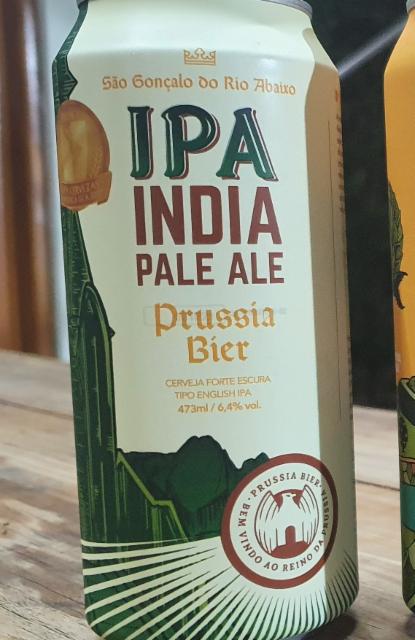 São Gonçalo do Rio Abaixo
IPA
INDIA
PALE ALE
Prussia
Bier
CERVEJA FORTE ESCURA
TIPO ENGLISH IPA
473ml / 6,4% vol.
PRUSSIA BIER
BEM VINDO AO REINO DA PRUSSIA